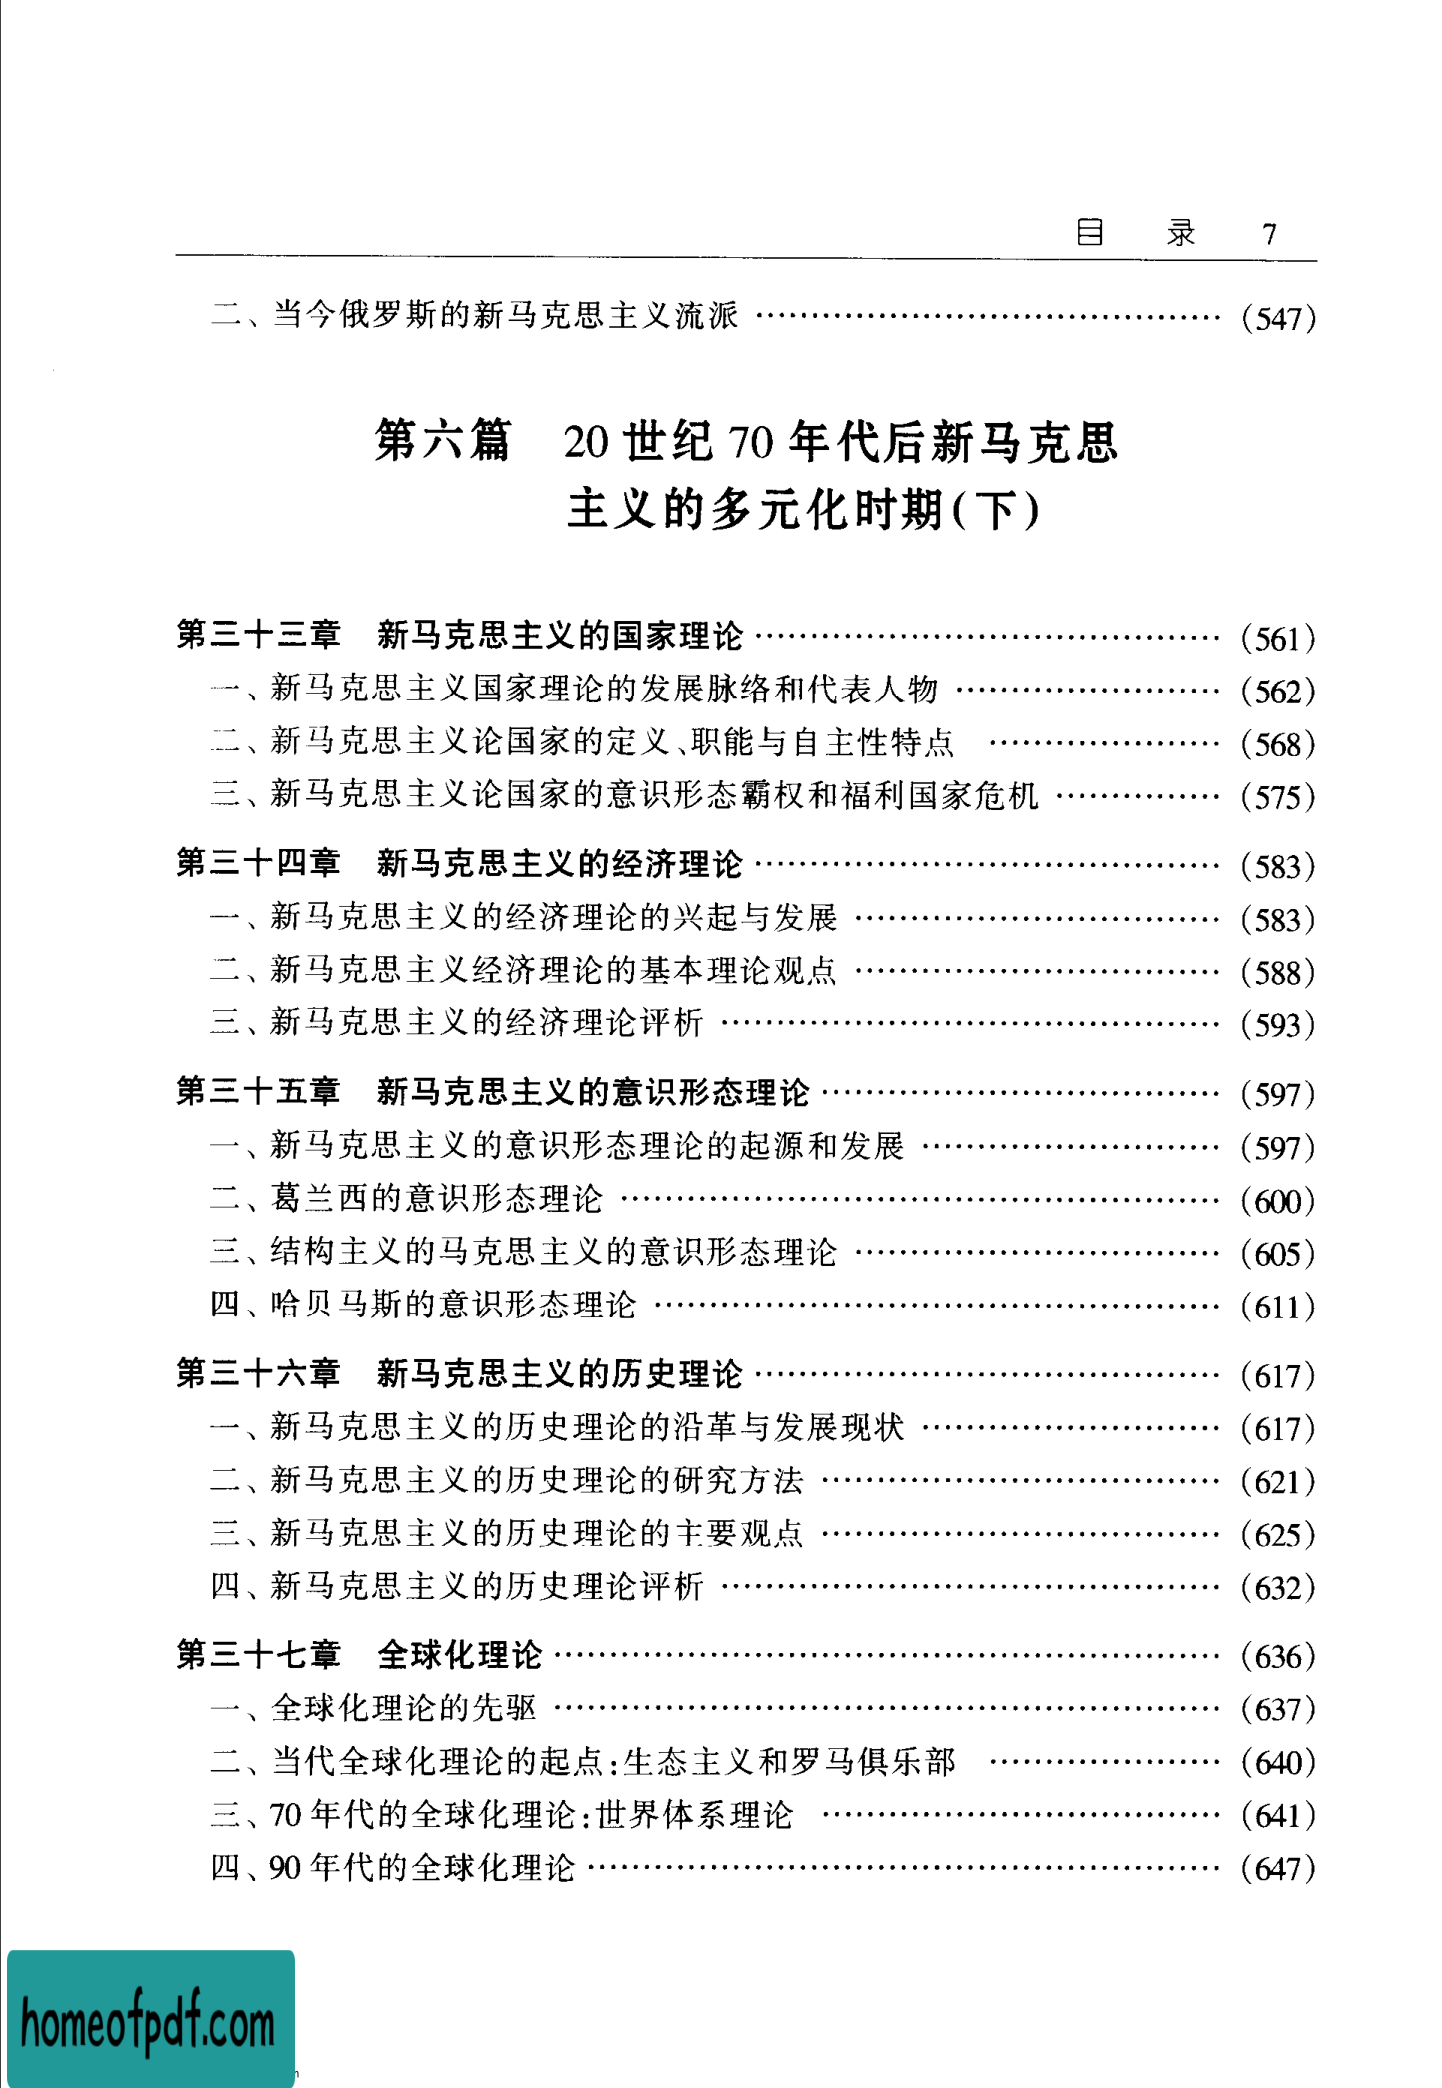 目 录 7
二、当今俄罗斯的新马克思主义流派 …………………………………… (547)
第六篇 20世纪70年代后新马克思
主义的多元化时期(下)
第三十三章 新马克思主义的国家理论 …………………………………… (561)
一、新马克思主义国家理论的发展脉络和代表人物 …………………… (562)
二、新马克思主义论国家的定义、职能与自主性特点 ………………… (568)
三、新马克思主义论国家的意识形态霸权和福利国家危机 …………… (575)
第三十四章 新马克思主义的经济理论 …………………………………… (583)
一、新马克思主义的经济理论的兴起与发展 …………………………… (583)
二、新马克思主义经济理论的基本理论观点 …………………………… (588)
三、新马克思主义的经济理论评析 ……………………………………… (593)
第三十五章 新马克思主义的意识形态理论 ……………………………… (597)
一、新马克思主义的意识形态理论的起源和发展 ……………………… (597)
二、葛兰西的意识形态理论 ……………………………………………… (600)
三、结构主义的马克思主义的意识形态理论 …………………………… (605)
四、哈贝马斯的意识形态理论 …………………………………………… (611)
第三十六章 新马克思主义的历史理论 …………………………………… (617)
一、新马克思主义的历史理论的沿革与发展现状 ……………………… (617)
二、新马克思主义的历史理论的研究方法 ……………………………… (621)
三、新马克思主义的历史理论的主要观点 ……………………………… (625)
四、新马克思主义的历史理论评析 ……………………………………… (632)
第三十七章 全球化理论 …………………………………………………… (636)
一、全球化理论的先驱 …………………………………………………… (637)
二、当代全球化理论的起点:生态主义和罗马俱乐部 ………………… (640)
三、70年代的全球化理论:世界体系理论 ……………………………… (641)
四、90年代的全球化理论 ………………………………………………… (647)
homeofpdf.com